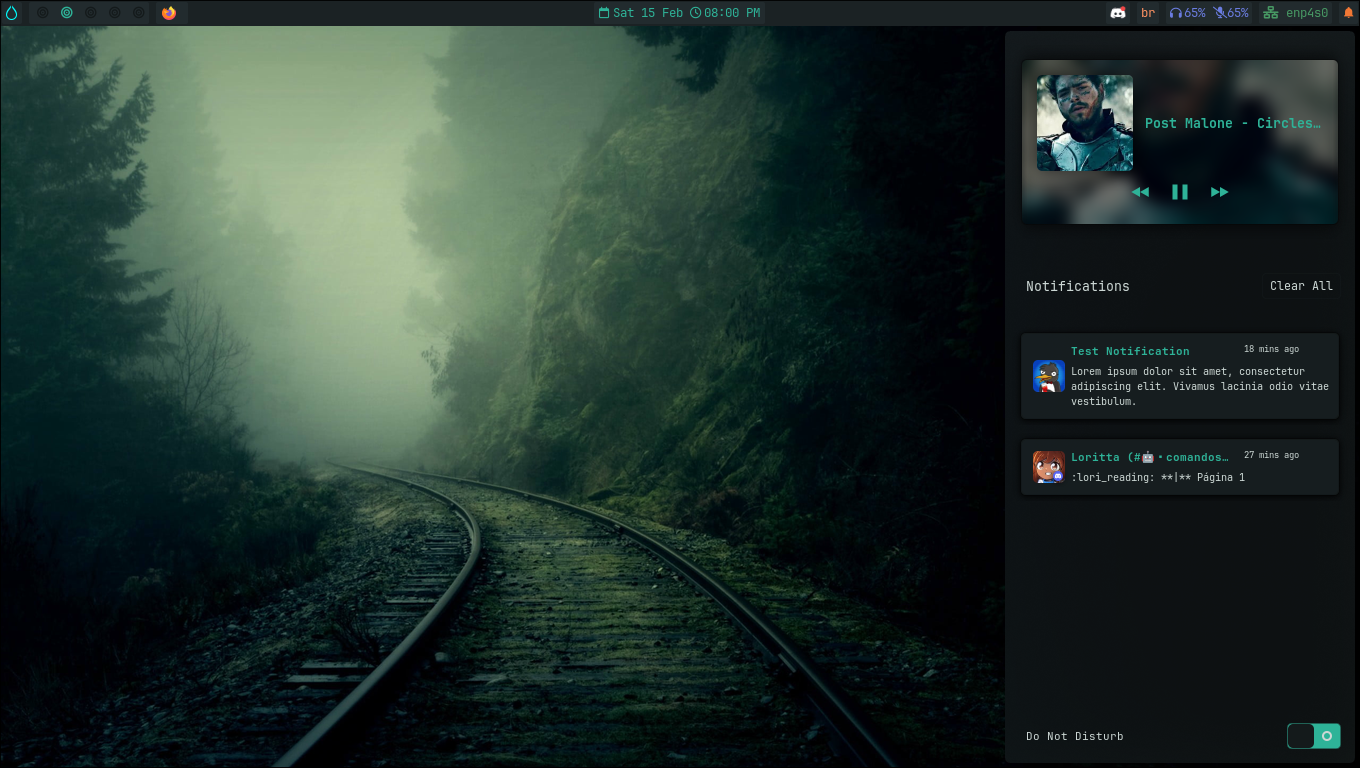 Sat 15 Feb 08:00 PM
br
65% 65%
enp4s0
Post Malone - Circles…
Notifications
Clear All
Test Notification
18 mins ago
Lorem ipsum dolor sit amet, consectetur
adipiscing elit. Vivamus lacinia odio vitae
vestibulum.
Loritta (#🤖・comandos…
27 mins ago
:lori_reading: **|** Página 1
Do Not Disturb